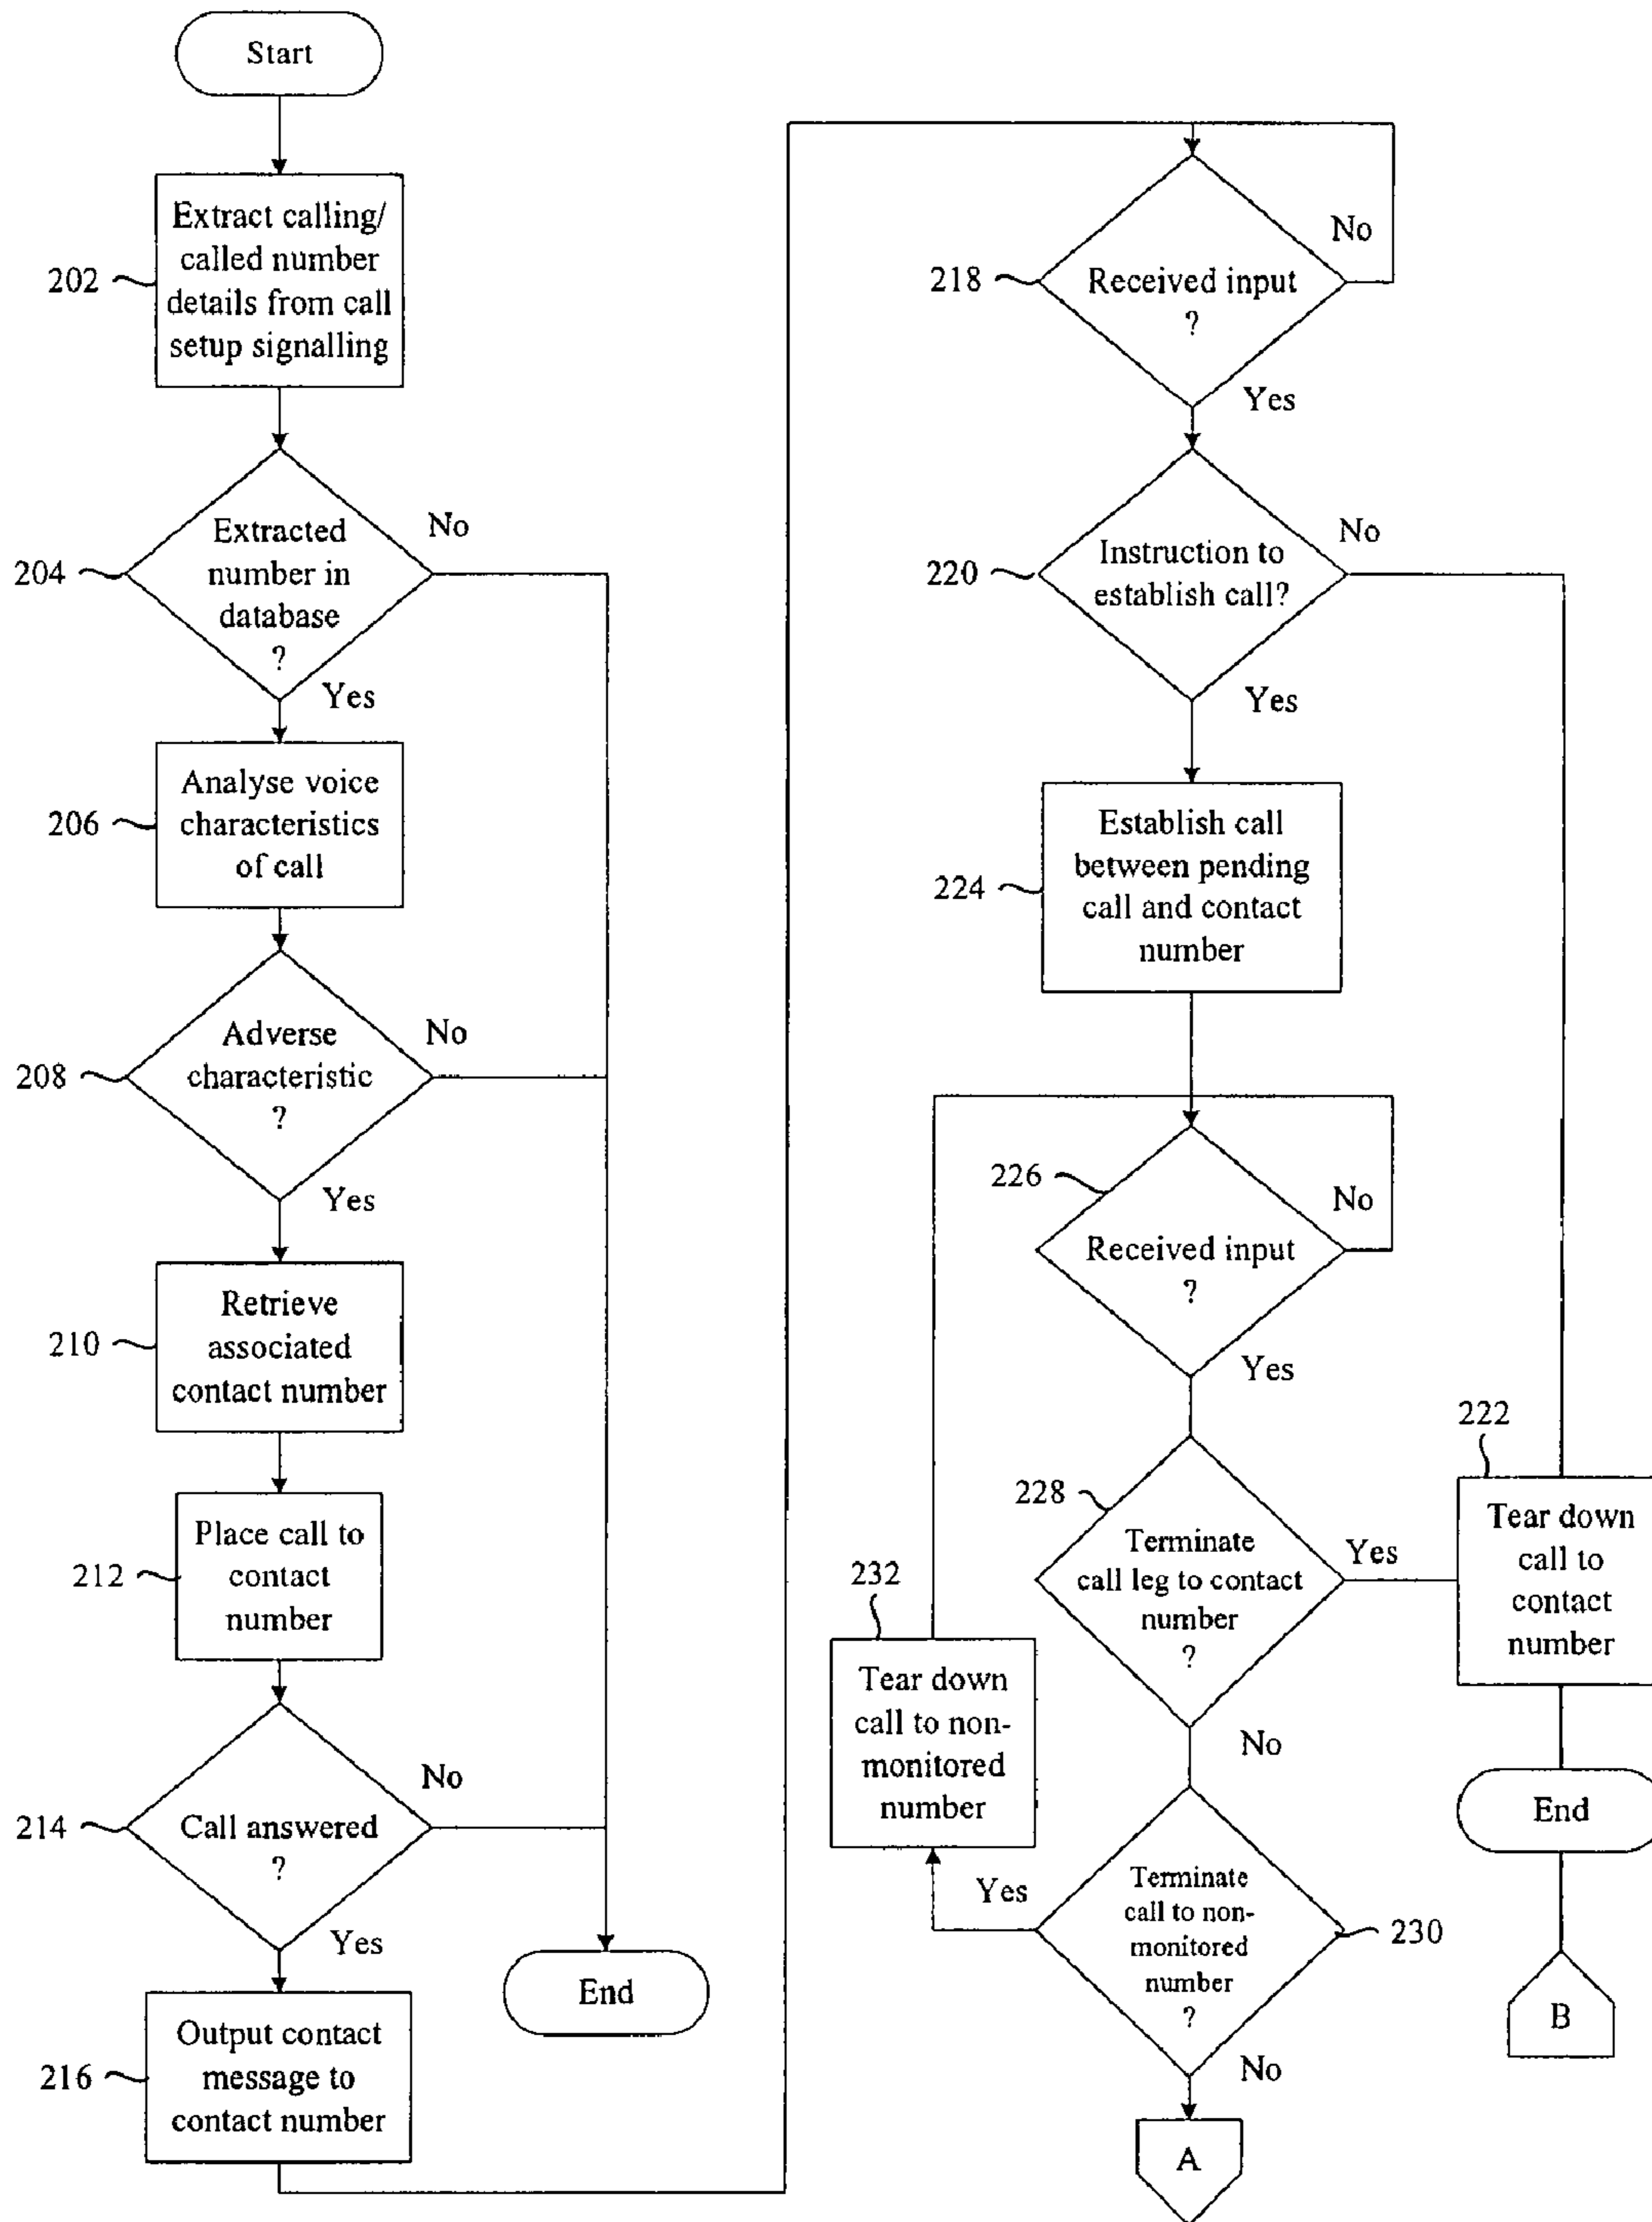 Start
202
Extract calling/
called number
details from call
setup signalling
204
Extracted
number in
database
?
No
Yes
206
Analyse voice
characteristics
of call
208
Adverse
characteristic
?
No
Yes
210
Retrieve
associated
contact number
212
Place call to
contact
number
214
Call answered
?
No
Yes
216
Output contact
message to
contact number
End
218
Received input
?
No
Yes
220
Instruction to
establish call?
No
Yes
224
Establish call
between pending
call and contact
number
226
Received input
?
No
Yes
228
Terminate
call leg to contact
number
?
Yes
No
222
Tear down
call to
contact
number
End
B
232
Tear down
call to non-
monitored
number
Yes
Terminate
call to non-
monitored
number
?
230
No
A